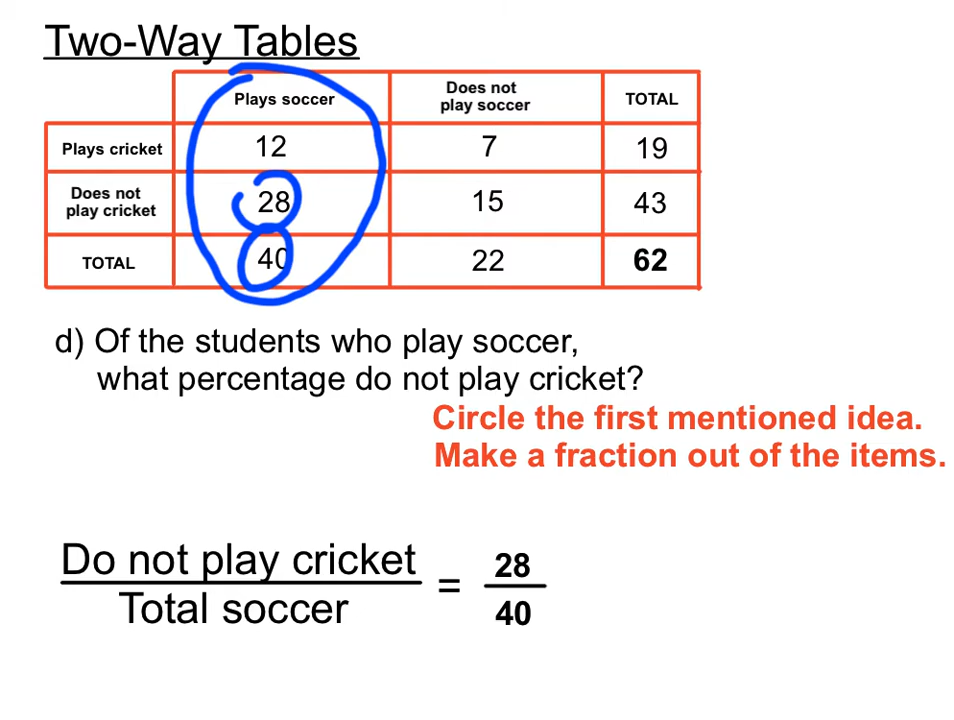 Two-Way Tables
Plays soccer Does not play soccer TOTAL
Plays cricket 12 7 19
Does not play cricket 28 15 43
TOTAL 40 22 62
d) Of the students who play soccer,
what percentage do not play cricket?
Circle the first mentioned idea.
Make a fraction out of the items.
Do not play cricket = 28
Total soccer 40